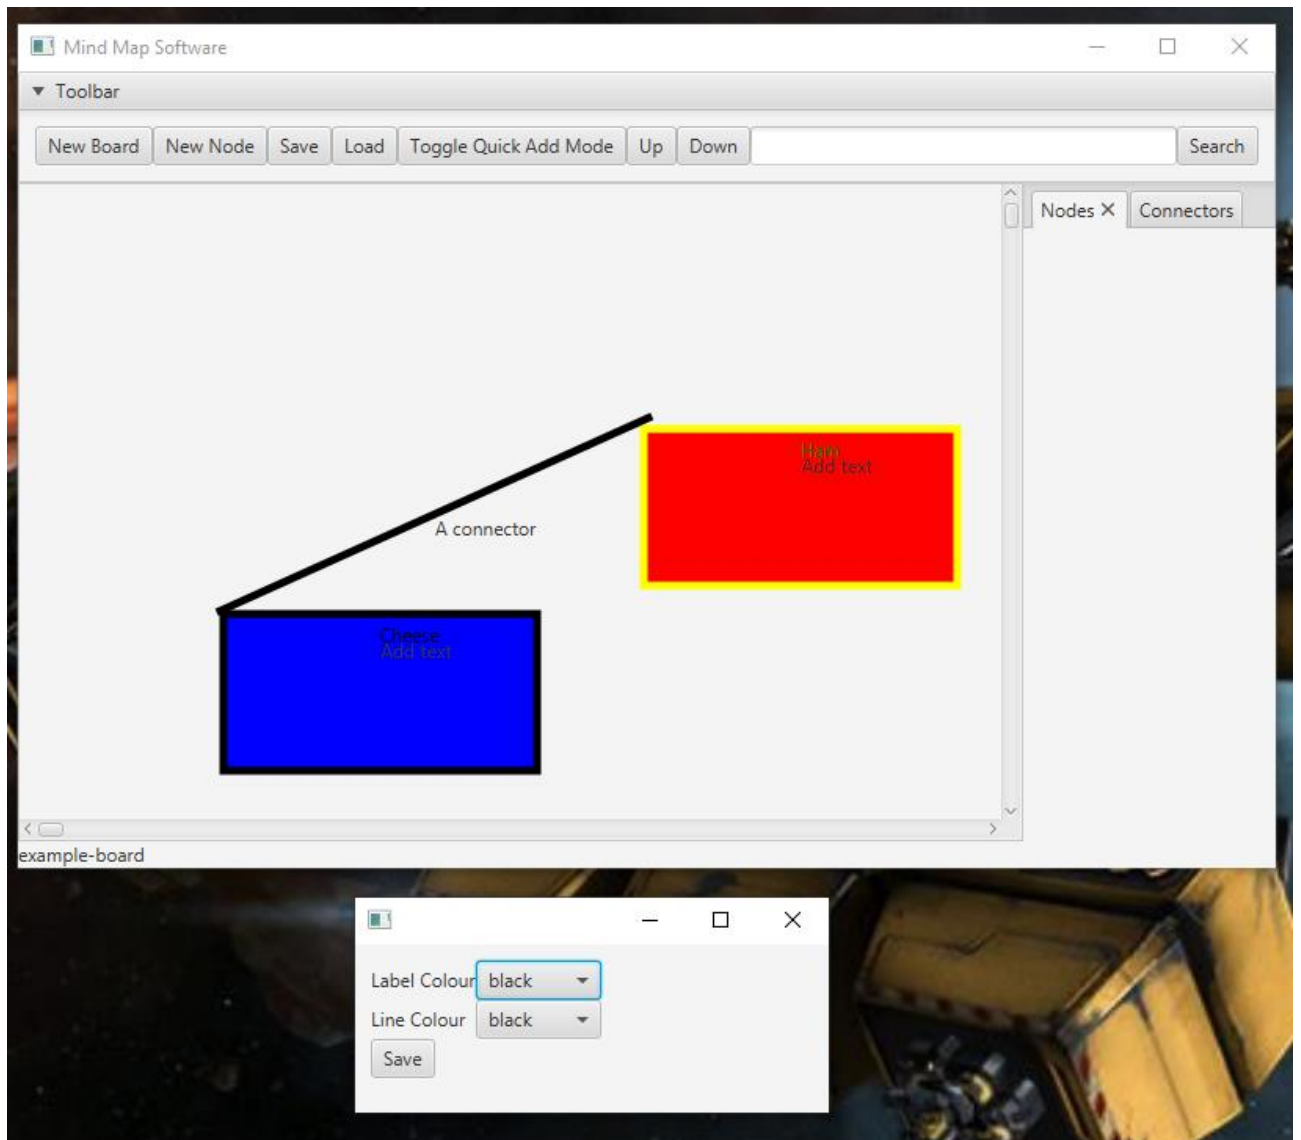 Mind Map Software
Toolbar
New Board New Node Save Load Toggle Quick Add Mode Up Down Search
Nodes Connectors
Ham
Add text
A connector
Cheese
Add text
example-board
Label Colour black
Line Colour black
Save